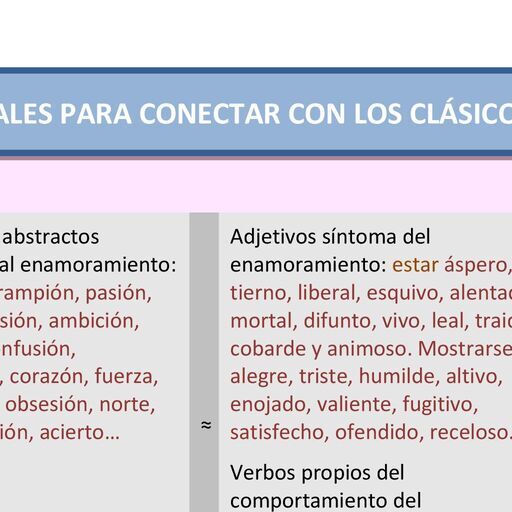 ALES PARA CONECTAR CON LOS CLÁSICO
abstractos
al enamoramiento:
rampión, pasión,
sión, ambición,
nfusión,
, corazón, fuerza,
obsesión, norte,
ión, acierto…
≈
Adjetivos síntoma del
enamoramiento: estar áspero,
tierno, liberal, esquivo, alentad
mortal, difunto, vivo, leal, traid
cobarde y animoso. Mostrarse
alegre, triste, humilde, altivo,
enojado, valiente, fugitivo,
satisfecho, ofendido, receloso.
Verbos propios del
comportamiento del